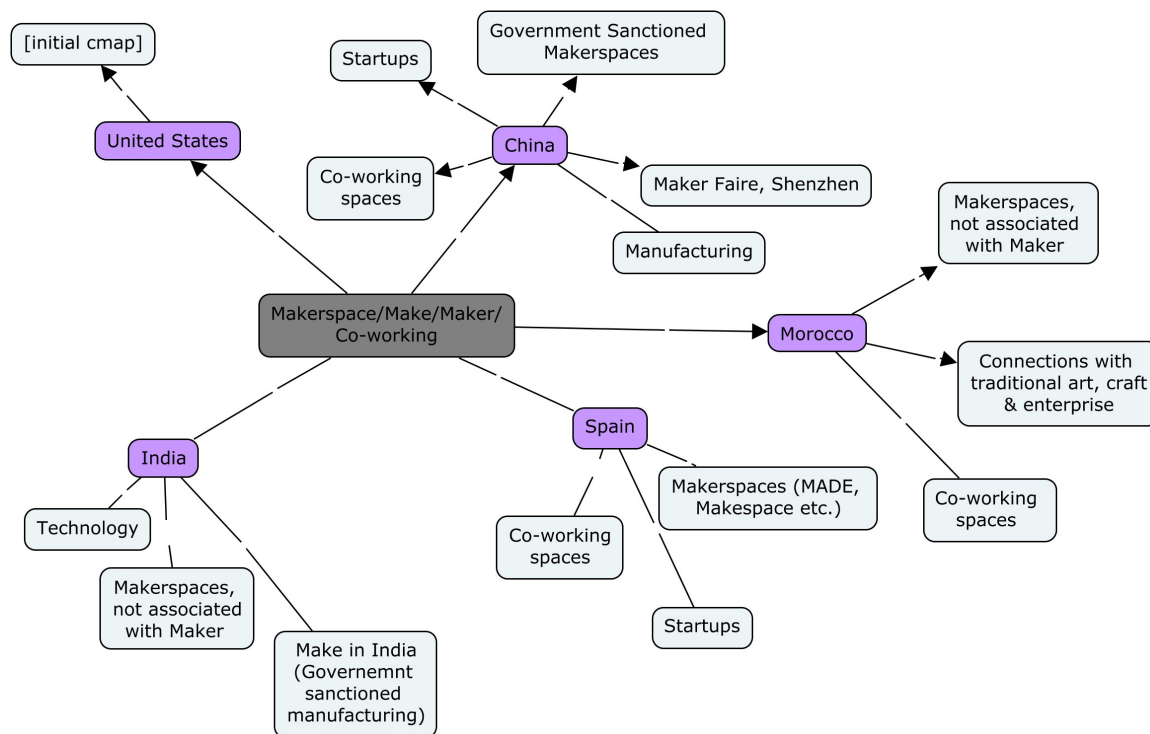 [initial cmap]
United States
Startups
Government Sanctioned
Makerspaces
China
Co-working
spaces
Maker Faire, Shenzhen
Manufacturing
Makerspaces,
not associated
with Maker
Makerspace/Make/Maker/
Co-working
Morocco
Connections with
traditional art, craft
& enterprise
Co-working
spaces
India
Technology
Makerspaces,
not associated
with Maker
Make in India
(Governemnt
sanctioned
manufacturing)
Spain
Makerspaces (MADE,
Makespace etc.)
Co-working
spaces
Startups